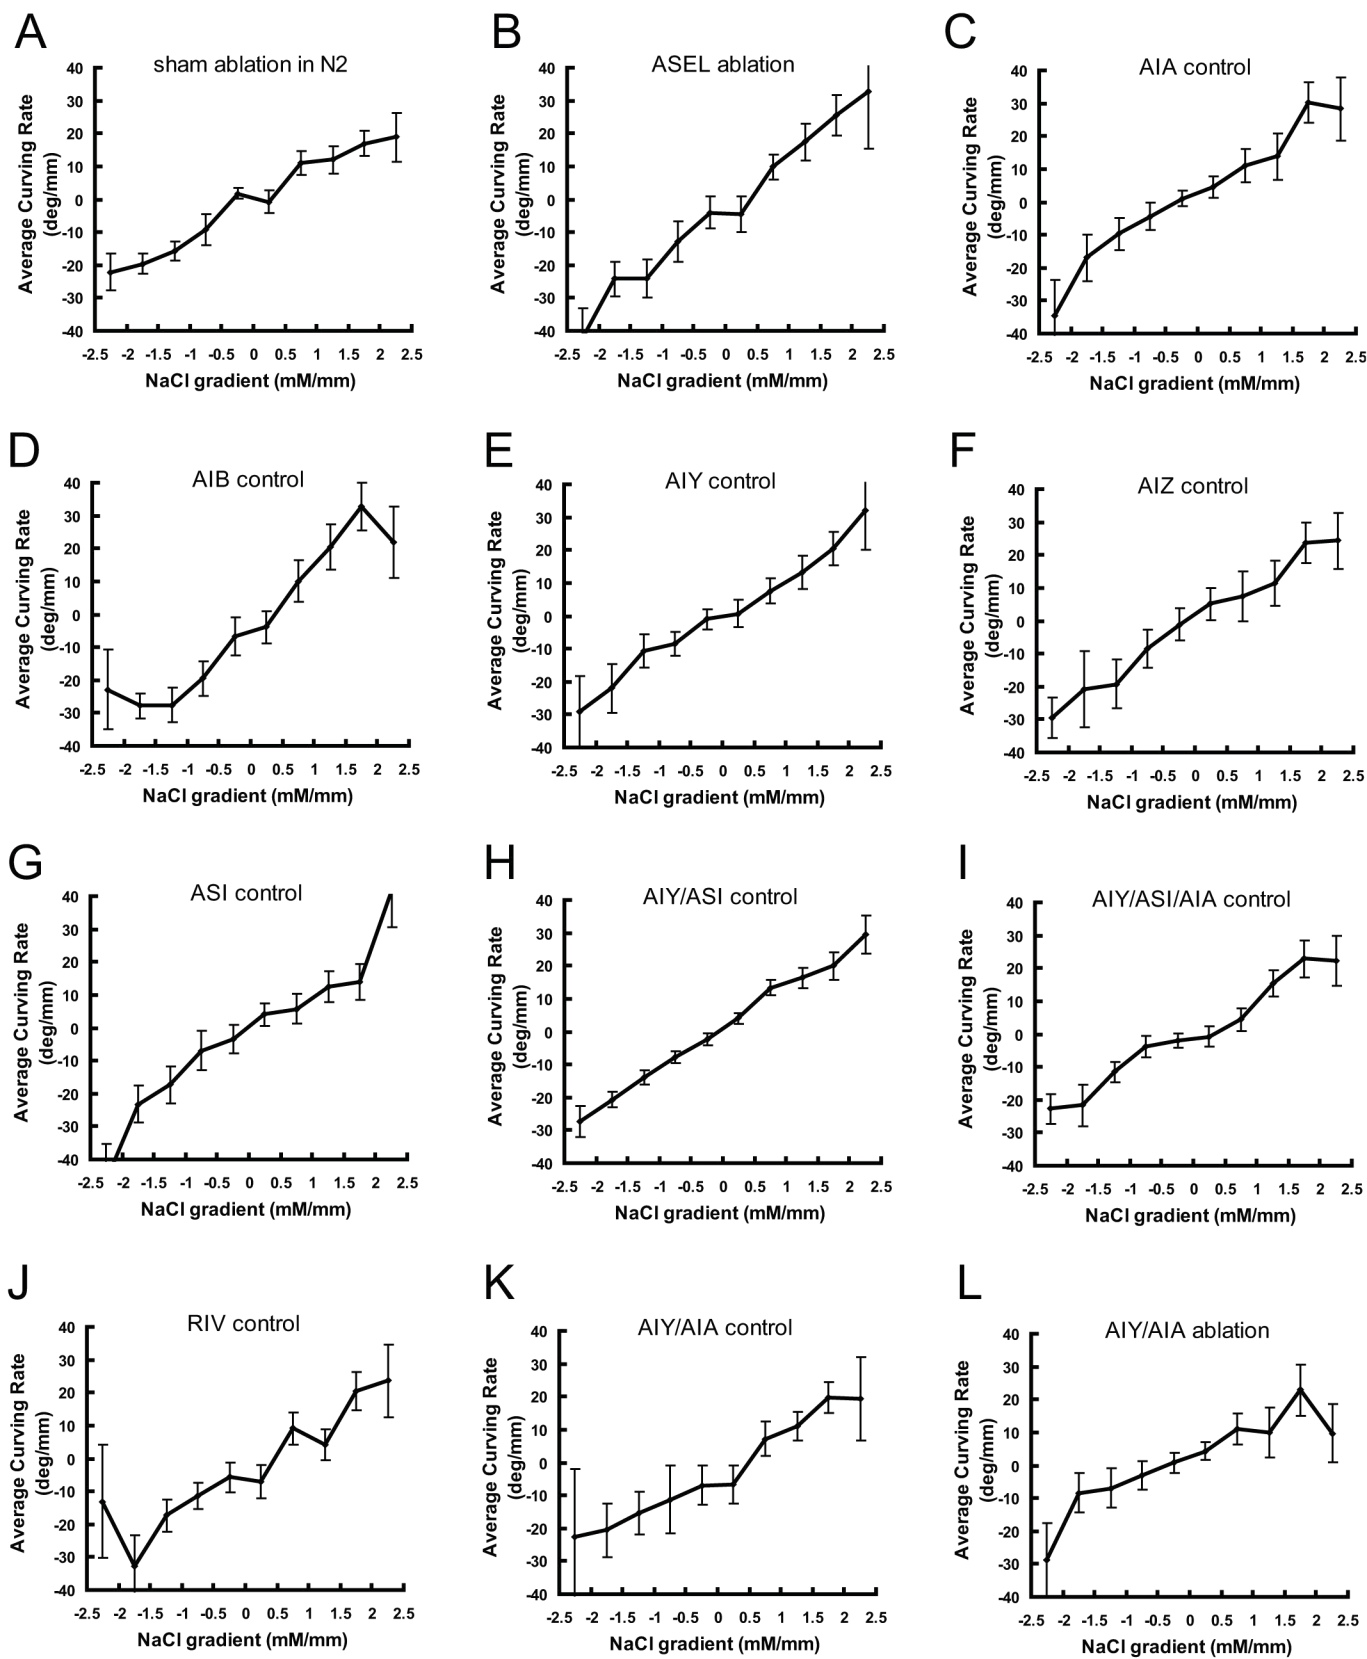 A
sham ablation in N2
Average Curving Rate
(deg/mm)
40
30
20
10
0
-10
-20
-30
-40
-2.5 -2 -1.5 -1 -0.5 0 0.5 1 1.5 2 2.5
NaCl gradient (mM/mm)
B
ASEL ablation
Average Curving Rate
(deg/mm)
40
30
20
10
0
-10
-20
-30
-40
-2.5 -2 -1.5 -1 -0.5 0 0.5 1 1.5 2 2.5
NaCl gradient (mM/mm)
C
AIA control
Average Curving Rate
(deg/mm)
40
30
20
10
0
-10
-20
-30
-40
-2.5 -2 -1.5 -1 -0.5 0 0.5 1 1.5 2 2.5
NaCl gradient (mM/mm)
D
AIB control
Average Curving Rate
(deg/mm)
40
30
20
10
0
-10
-20
-30
-40
-2.5 -2 -1.5 -1 -0.5 0 0.5 1 1.5 2 2.5
NaCl gradient (mM/mm)
E
AIY control
Average Curving Rate
(deg/mm)
40
30
20
10
0
-10
-20
-30
-40
-2.5 -2 -1.5 -1 -0.5 0 0.5 1 1.5 2 2.5
NaCl gradient (mM/mm)
F
AIZ control
Average Curving Rate
(deg/mm)
40
30
20
10
0
-10
-20
-30
-40
-2.5 -2 -1.5 -1 -0.5 0 0.5 1 1.5 2 2.5
NaCl gradient (mM/mm)
G
ASI control
Average Curving Rate
(deg/mm)
40
30
20
10
0
-10
-20
-30
-40
-2.5 -2 -1.5 -1 -0.5 0 0.5 1 1.5 2 2.5
NaCl gradient (mM/mm)
H
AIY/ASI control
Average Curving Rate
(deg/mm)
40
30
20
10
0
-10
-20
-30
-40
-2.5 -2 -1.5 -1 -0.5 0 0.5 1 1.5 2 2.5
NaCl gradient (mM/mm)
I
AIY/ASI/AIA control
Average Curving Rate
(deg/mm)
40
30
20
10
0
-10
-20
-30
-40
-2.5 -2 -1.5 -1 -0.5 0 0.5 1 1.5 2 2.5
NaCl gradient (mM/mm)
J
RIV control
Average Curving Rate
(deg/mm)
40
30
20
10
0
-10
-20
-30
-40
-2.5 -2 -1.5 -1 -0.5 0 0.5 1 1.5 2 2.5
NaCl gradient (mM/mm)
K
AIY/AIA control
Average Curving Rate
(deg/mm)
40
30
20
10
0
-10
-20
-30
-40
-2.5 -2 -1.5 -1 -0.5 0 0.5 1 1.5 2 2.5
NaCl gradient (mM/mm)
L
AIY/AIA ablation
Average Curving Rate
(deg/mm)
40
30
20
10
0
-10
-20
-30
-40
-2.5 -2 -1.5 -1 -0.5 0 0.5 1 1.5 2 2.5
NaCl gradient (mM/mm)